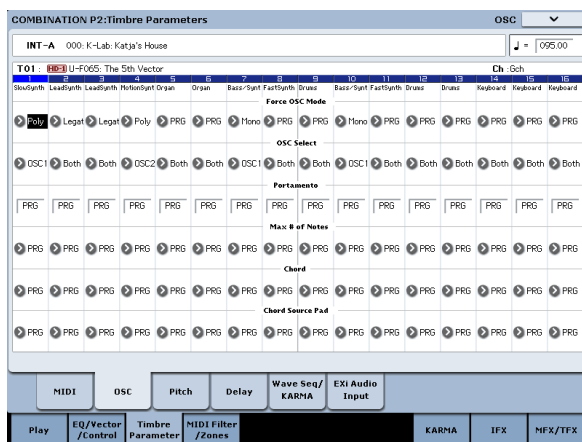 COMBINATION P2:Timbre Parameters OSC
INT-A 000: K-Lab: Katja's House ♩ = 095.00
T01 : HD-1 U-F065: The 5th Vector Ch :Gch
1 2 3 4 5 6 7 8 9 10 11 12 13 14 15 16
SlowSynth LeadSynth LeadSynth MotionSynt Organ Organ Bass/Synt FastSynth Drums Bass/Synt FastSynth Drums Drums Keyboard Keyboard Keyboard
Force OSC Mode
Poly Legat Legat Poly PRG PRG Mono PRG PRG Mono PRG PRG PRG PRG PRG PRG
OSC Select
OSC1 Both Both OSC2 Both Both OSC1 Both Both OSC1 Both Both Both Both Both Both
Portamento
PRG PRG PRG PRG PRG PRG PRG PRG PRG PRG PRG PRG PRG PRG PRG PRG
Max # of Notes
PRG PRG PRG PRG PRG PRG PRG PRG PRG PRG PRG PRG PRG PRG PRG PRG
Chord
PRG PRG PRG PRG PRG PRG PRG PRG PRG PRG PRG PRG PRG PRG PRG PRG
Chord Source Pad
PRG PRG PRG PRG PRG PRG PRG PRG PRG PRG PRG PRG PRG PRG PRG PRG
MIDI OSC Pitch Delay Wave Seq/ KARMA EXi Audio Input
Play EQ/Vector /Control Timbre Parameter MIDI Filter /Zones KARMA IFX MFX/TFX